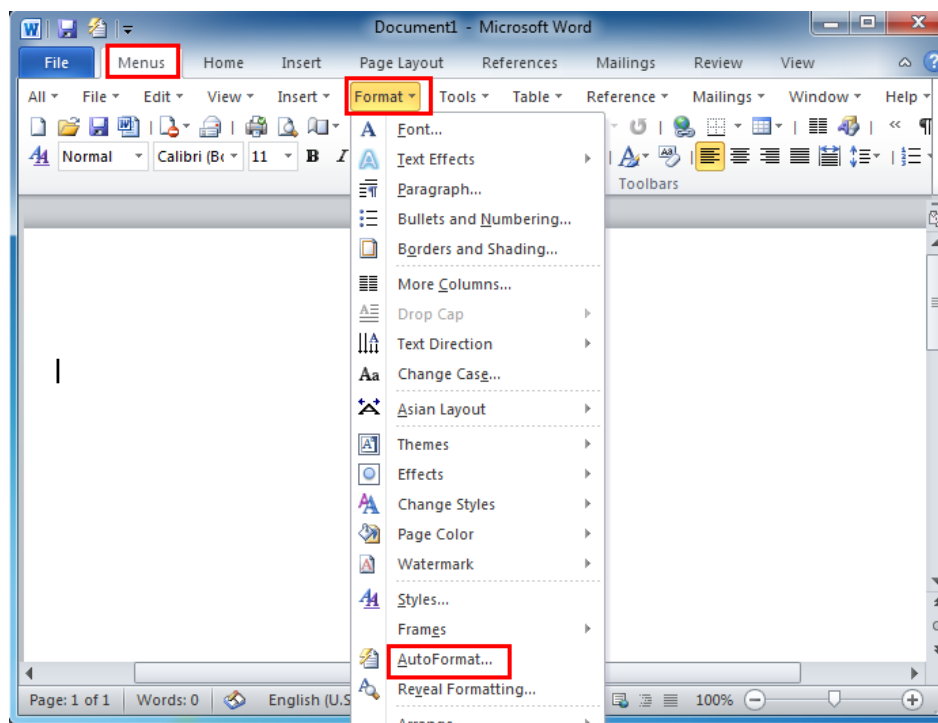 Document1 - Microsoft Word
File Menus Home Insert Page Layout References Mailings Review View
All File Edit View Insert Format Tools Table Reference Mailings Window Help
Normal Calibri (Bo 11 B I
Toolbars
Font...
Text Effects
Paragraph...
Bullets and Numbering...
Borders and Shading...
More Columns...
Drop Cap
Text Direction
Aa Change Case...
Asian Layout
Themes
Effects
Change Styles
Page Color
Watermark
Styles...
Frames
AutoFormat...
Reveal Formatting...
Arrange
Page: 1 of 1 Words: 0 English (U.S 100%